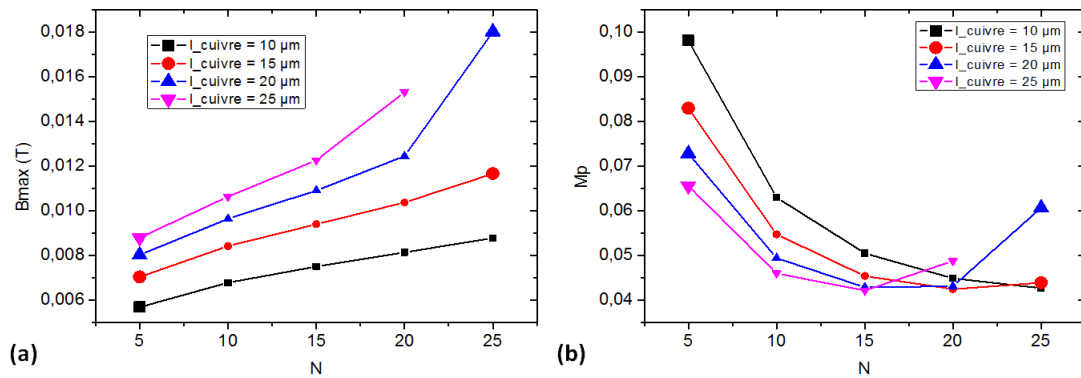 0,018
0,016
0,014
0,012
0,010
0,008
0,006
Bmax (T)
l_cuivre = 10 µm
l_cuivre = 15 µm
l_cuivre = 20 µm
l_cuivre = 25 µm
5 10 15 20 25
N
(a)
0,10
0,09
0,08
0,07
0,06
0,05
0,04
Mp
l_cuivre = 10 µm
l_cuivre = 15 µm
l_cuivre = 20 µm
l_cuivre = 25 µm
5 10 15 20 25
N
(b)